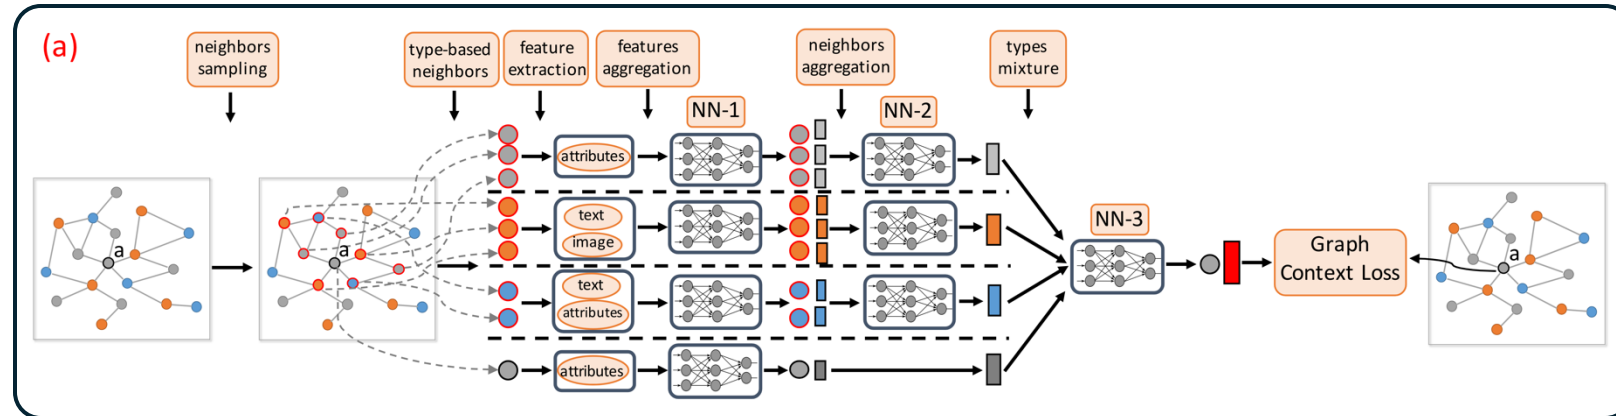 (a)
neighbors
sampling
type-based
neighbors
feature
extraction
features
aggregation
neighbors
aggregation
types
mixture
NN-1
NN-2
attributes
text
image
text
attributes
attributes
NN-3
a
a
a
Graph
Context Loss